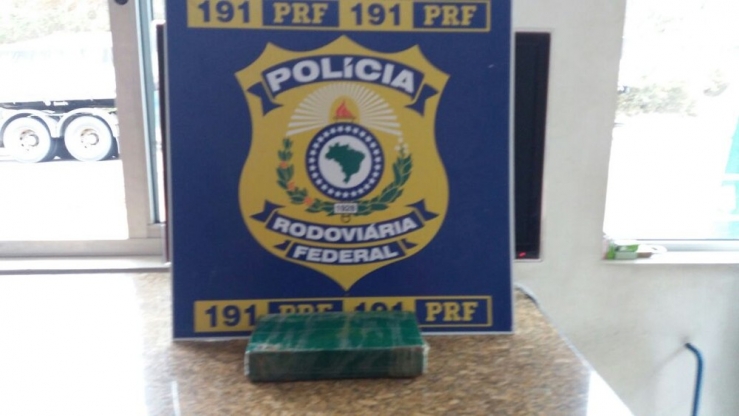 191 PRF 191 PRF
POLÍCIA
1928
RODOVIÁRIA
FEDERAL
191 PRF 191 PRF